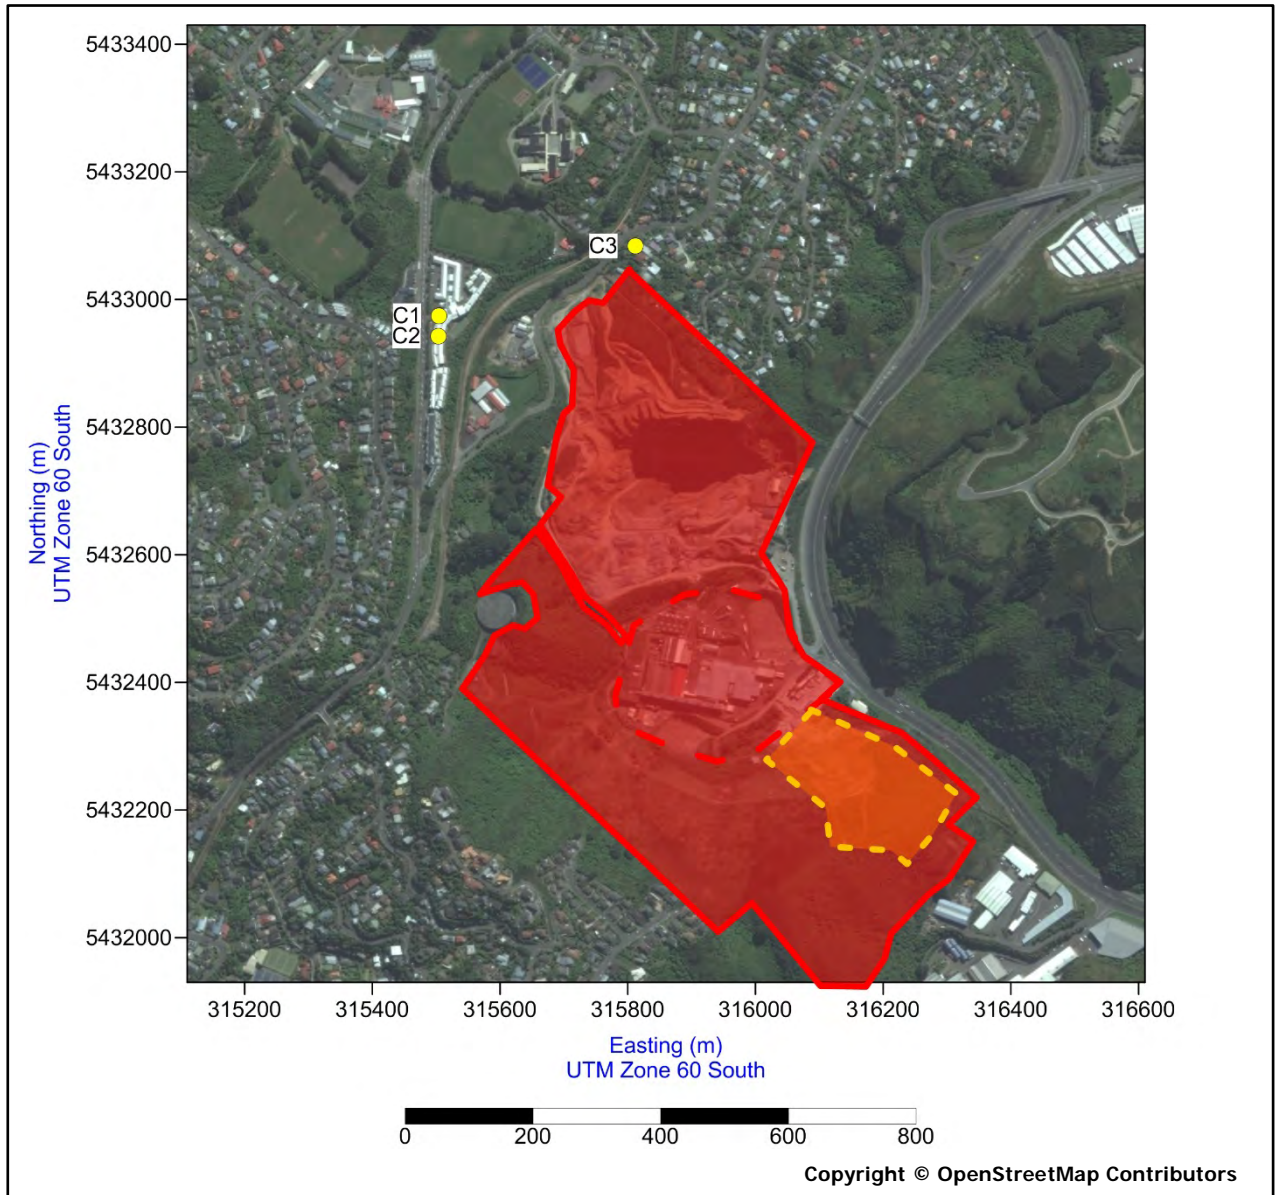 5433400
5433200
5433000
5432800
5432600
5432400
5432200
5432000
Northing (m)
UTM Zone 60 South
C3
C1
C2
315200 315400 315600 315800 316000 316200 316400 316600
Easting (m)
UTM Zone 60 South
0 200 400 600 800
Copyright © OpenStreetMap Contributors